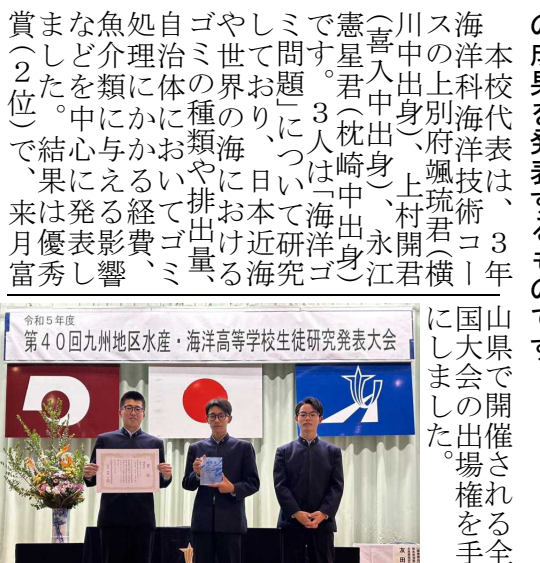 の成果を発表するものです
本校代表は、3年
海洋科海洋技術コー
スの上別府颯琉君(横
川中出身)、上村開君
(喜入中出身)、永江
憲星君(枕崎中出身)
です。3人は「海洋ゴ
ミ問題」について研究
しており、日本近海
や世界の海における
ゴミの種類や排出量、
自治体においてゴミ
処理にかかる経費、
魚介類に与える影響
などを中心に発表し
ました。結果は優秀
賞(2位)で、来月富
山県で開催される全
国大会の出場権を手
にしました。
令和5年度
第40回九州地区水産・海洋高等学校生徒研究発表大会